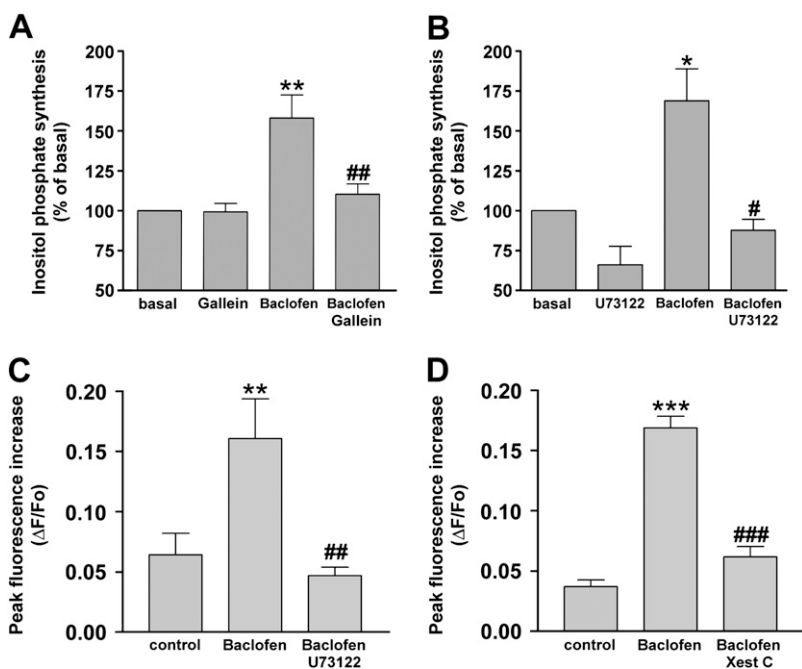 A
Inositol phosphate synthesis
(% of basal)
200
175
150
125
100
75
50
**
##
basal
Gallein
Baclofen
Baclofen
Gallein
B
Inositol phosphate synthesis
(% of basal)
200
175
150
125
100
75
50
*
#
basal
U73122
Baclofen
Baclofen
U73122
C
Peak fluorescence increase
(ΔF/Fo)
0.20
0.15
0.10
0.05
0.00
**
##
control
Baclofen
Baclofen
U73122
D
Peak fluorescence increase
(ΔF/Fo)
0.20
0.15
0.10
0.05
0.00
***
###
control
Baclofen
Baclofen
Xest C